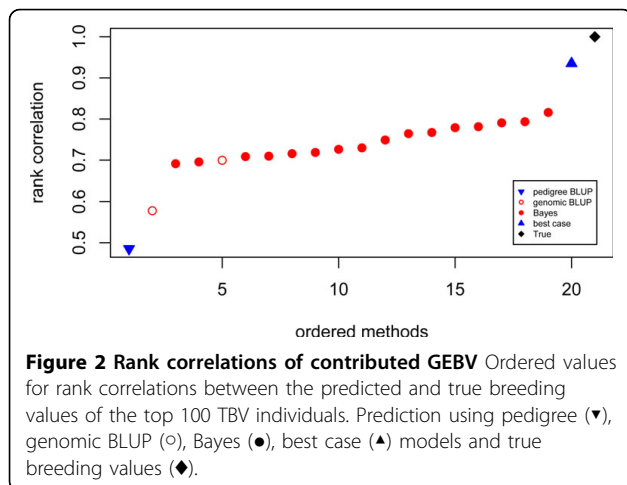 1.0
0.9
0.8
0.7
0.6
0.5
rank correlation
pedigree BLUP
genomic BLUP
Bayes
best case
True
5
10
15
20
ordered methods
Figure 2 Rank correlations of contributed GEBV Ordered values
for rank correlations between the predicted and true breeding
values of the top 100 TBV individuals. Prediction using pedigree (▼),
genomic BLUP (○), Bayes (●), best case (▲) models and true
breeding values (◆).